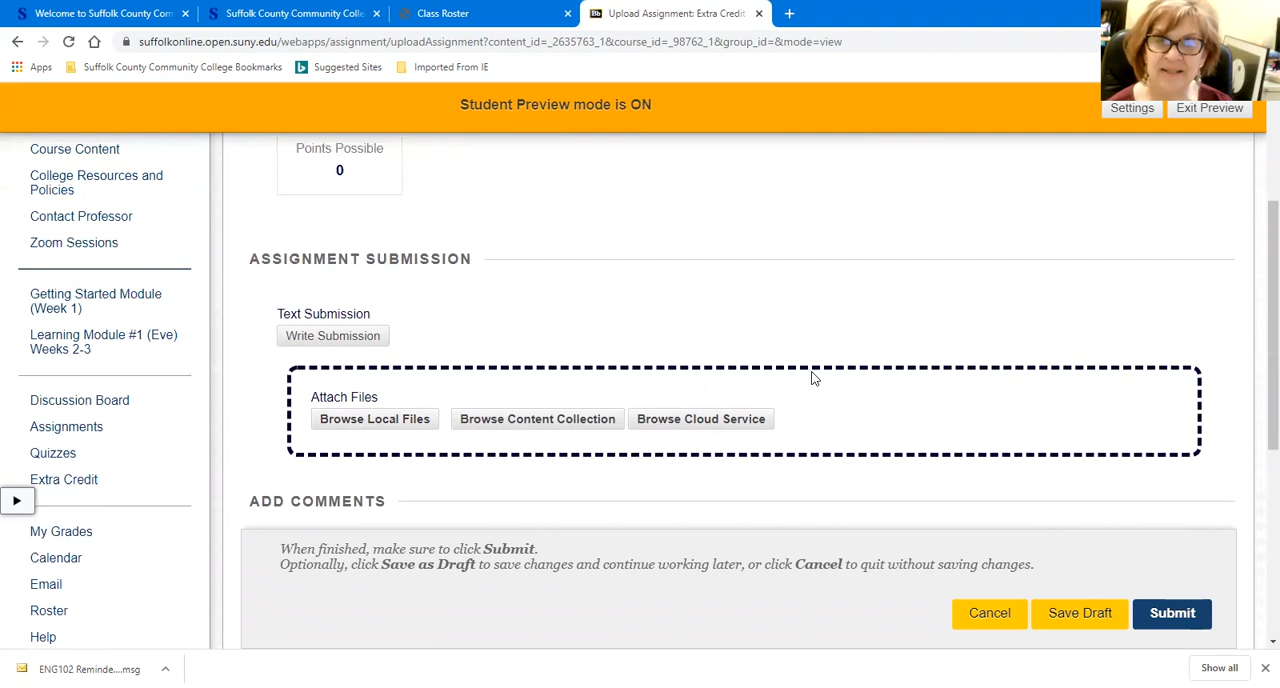 Welcome to Suffolk County Com
Suffolk County Community Colle
Class Roster
Bb
Upload Assignment: Extra Credit
suffolkonline.open.suny.edu/webapps/assignment/uploadAssignment?content_id=_2635763_1&course_id=_98762_1&group_id=&mode=view
Apps
Suffolk County Community College Bookmarks
Suggested Sites
Imported From IE
Student Preview mode is ON
Settings
Exit Preview
Course Content
College Resources and
Policies
Contact Professor
Zoom Sessions
Getting Started Module
(Week 1)
Learning Module #1 (Eve)
Weeks 2-3
Discussion Board
Assignments
Quizzes
Extra Credit
My Grades
Calendar
Email
Roster
Help
Points Possible
0
ASSIGNMENT SUBMISSION
Text Submission
Write Submission
Attach Files
Browse Local Files
Browse Content Collection
Browse Cloud Service
ADD COMMENTS
When finished, make sure to click Submit.
Optionally, click Save as Draft to save changes and continue working later, or click Cancel to quit without saving changes.
Cancel
Save Draft
Submit
ENG102 Reminde....msg
Show all